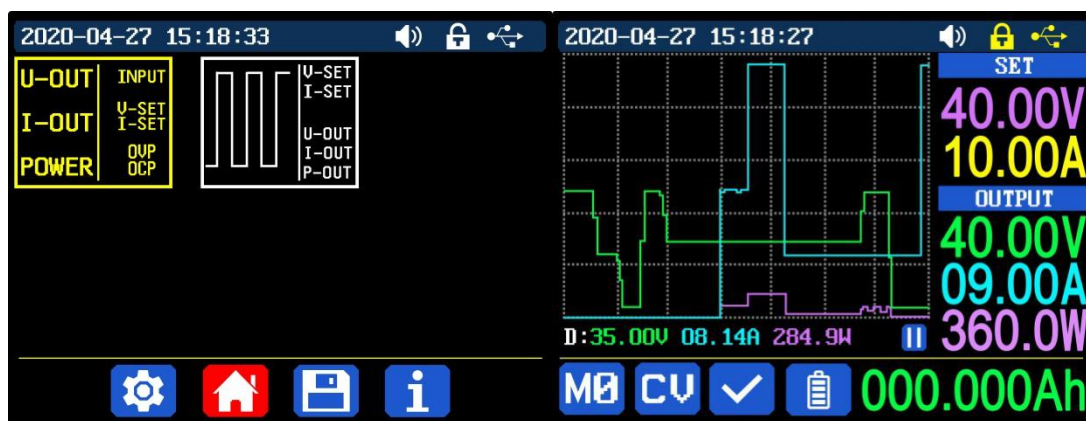 2020-04-27 15:18:33
U-OUT INPUT
I-OUT V-SET
I-SET
POWER OVP
OCP
V-SET
I-SET
U-OUT
I-OUT
P-OUT
i
2020-04-27 15:18:27
SET
40.00V
10.00A
OUTPUT
40.00V
09.00A
360.0W
D:35.00V 08.14A 284.9W
M0 CV 000.000Ah